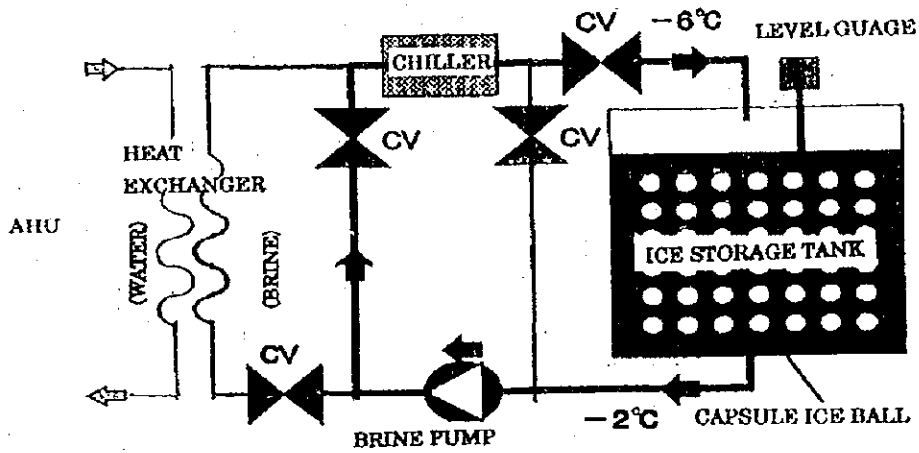 -6°C
LEVEL GUAGE
CHILLER
CV
CV
CV
HEAT
EXCHANGER
AHU
(WATER)
(BRINE)
ICE STORAGE TANK
CV
BRINE PUMP
-2°C
CAPSULE ICE BALL